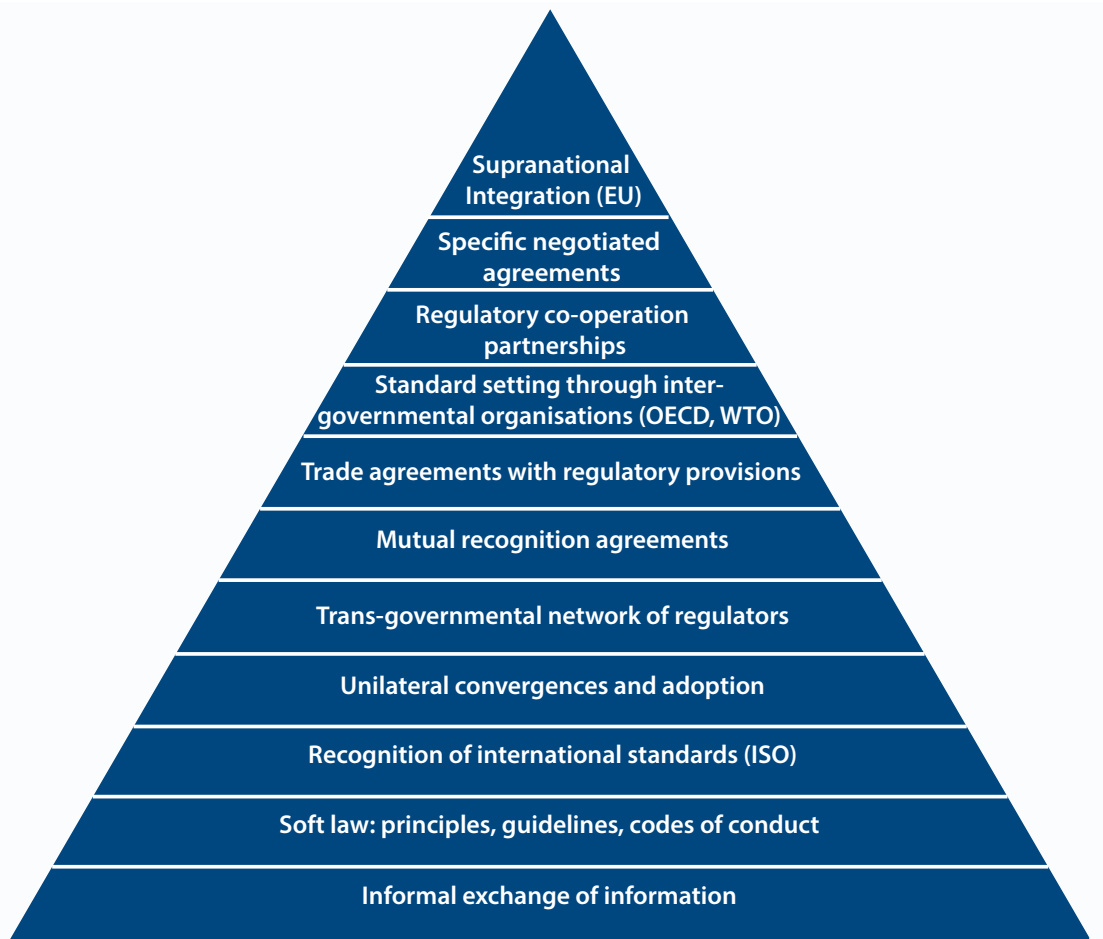 Supranational
Integration (EU)
Specific negotiated
agreements
Regulatory co-operation
partnerships
Standard setting through inter-
governmental organisations (OECD, WTO)
Trade agreements with regulatory provisions
Mutual recognition agreements
Trans-governmental network of regulators
Unilateral convergences and adoption
Recognition of international standards (ISO)
Soft law: principles, guidelines, codes of conduct
Informal exchange of information